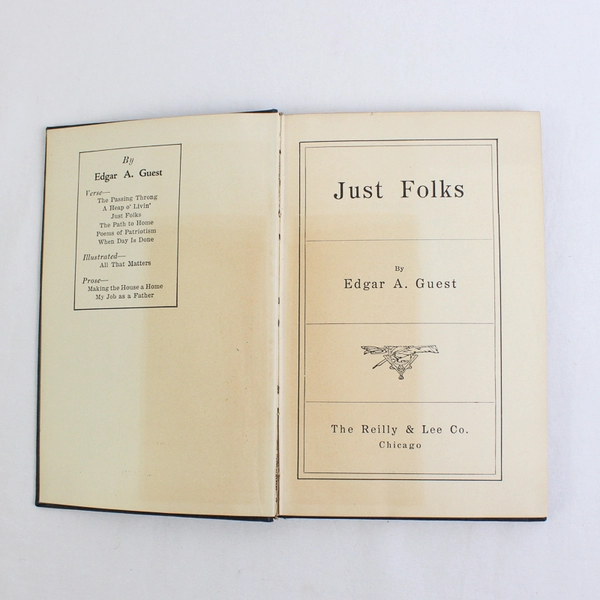 By
Edgar A. Guest
Verse—
The Passing Throng
A Heap o' Livin'
Just Folks
The Path to Home
Poems of Patriotism
When Day Is Done
Illustrated—
All That Matters
Prose—
Making the House a Home
My Job as a Father
Just Folks
By
Edgar A. Guest
The Reilly & Lee Co.
Chicago